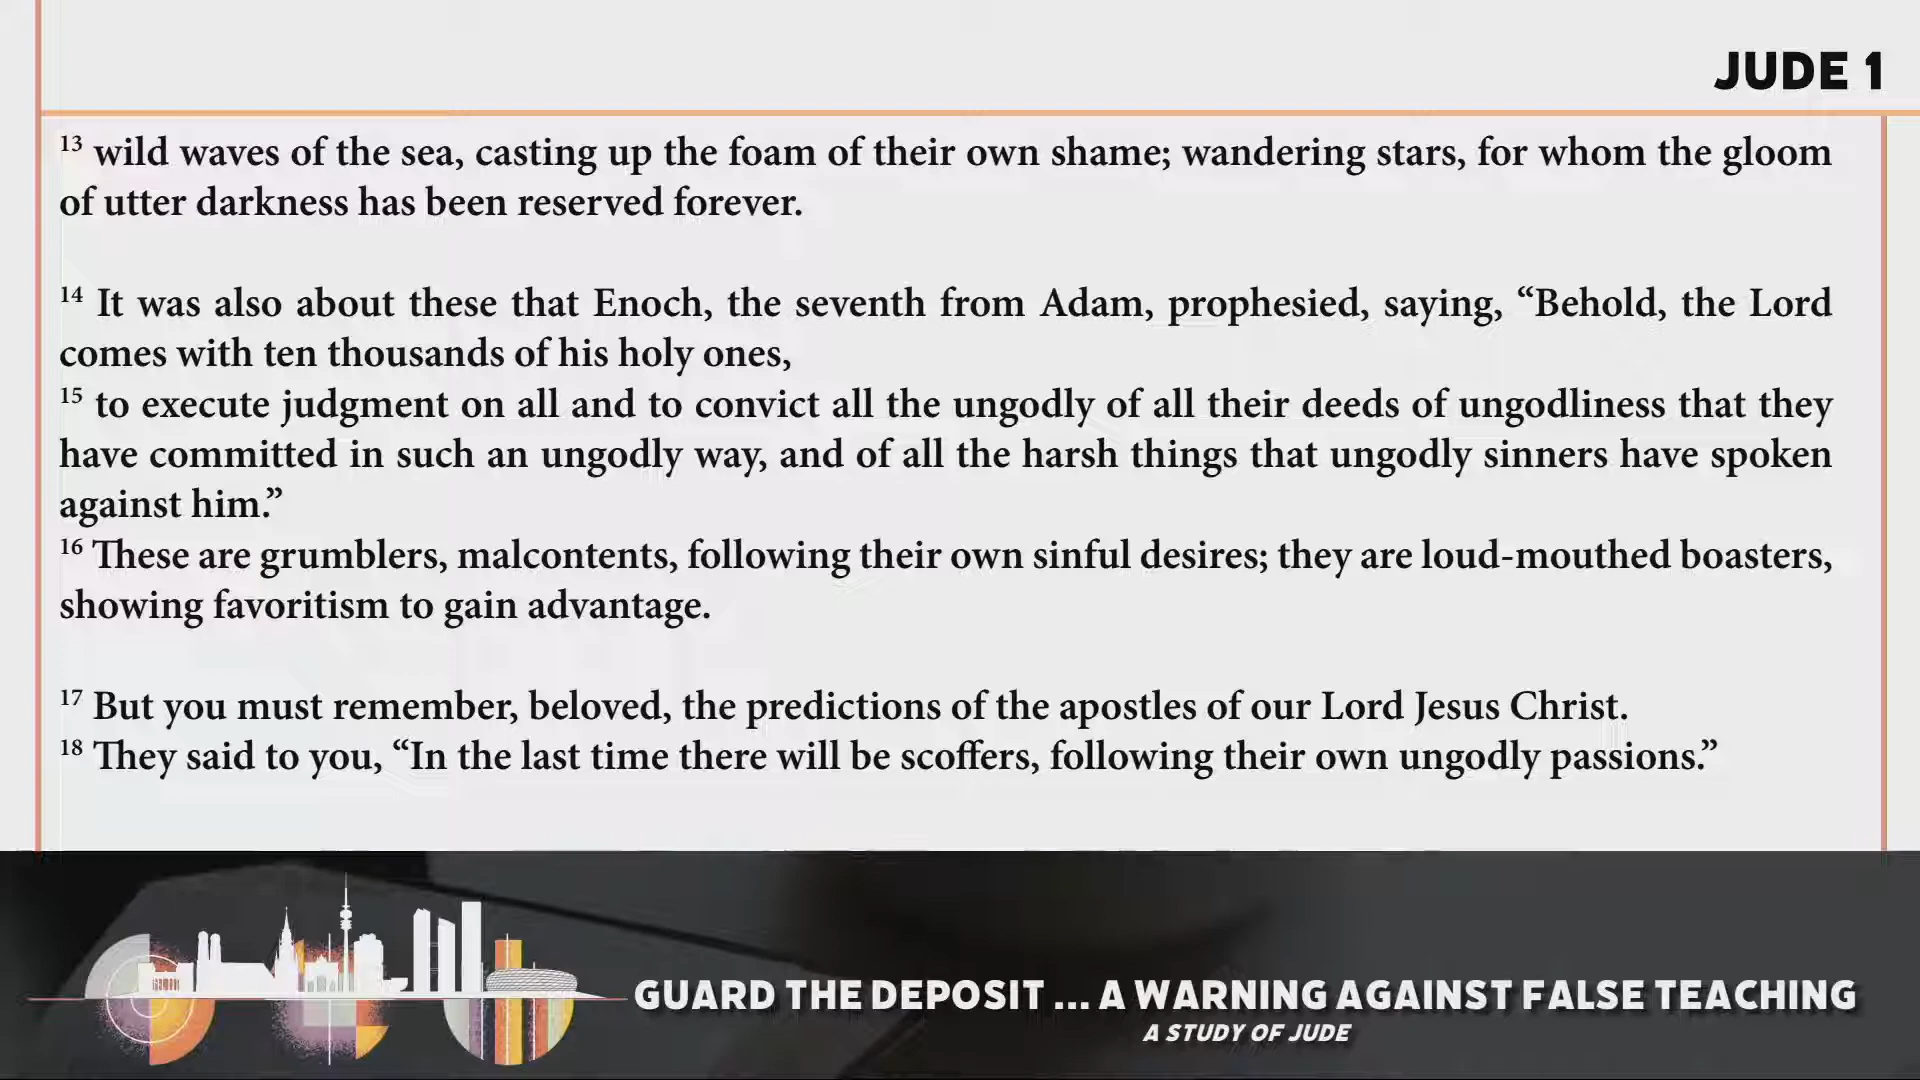 JUDE 1
13 wild waves of the sea, casting up the foam of their own shame; wandering stars, for whom the gloom
of utter darkness has been reserved forever.
14 It was also about these that Enoch, the seventh from Adam, prophesied, saying, “Behold, the Lord
comes with ten thousands of his holy ones,
15 to execute judgment on all and to convict all the ungodly of all their deeds of ungodliness that they
have committed in such an ungodly way, and of all the harsh things that ungodly sinners have spoken
against him.”
16 These are grumblers, malcontents, following their own sinful desires; they are loud-mouthed boasters,
showing favoritism to gain advantage.
17 But you must remember, beloved, the predictions of the apostles of our Lord Jesus Christ.
18 They said to you, “In the last time there will be scoffers, following their own ungodly passions.”
GUARD THE DEPOSIT ... A WARNING AGAINST FALSE TEACHING
A STUDY OF JUDE